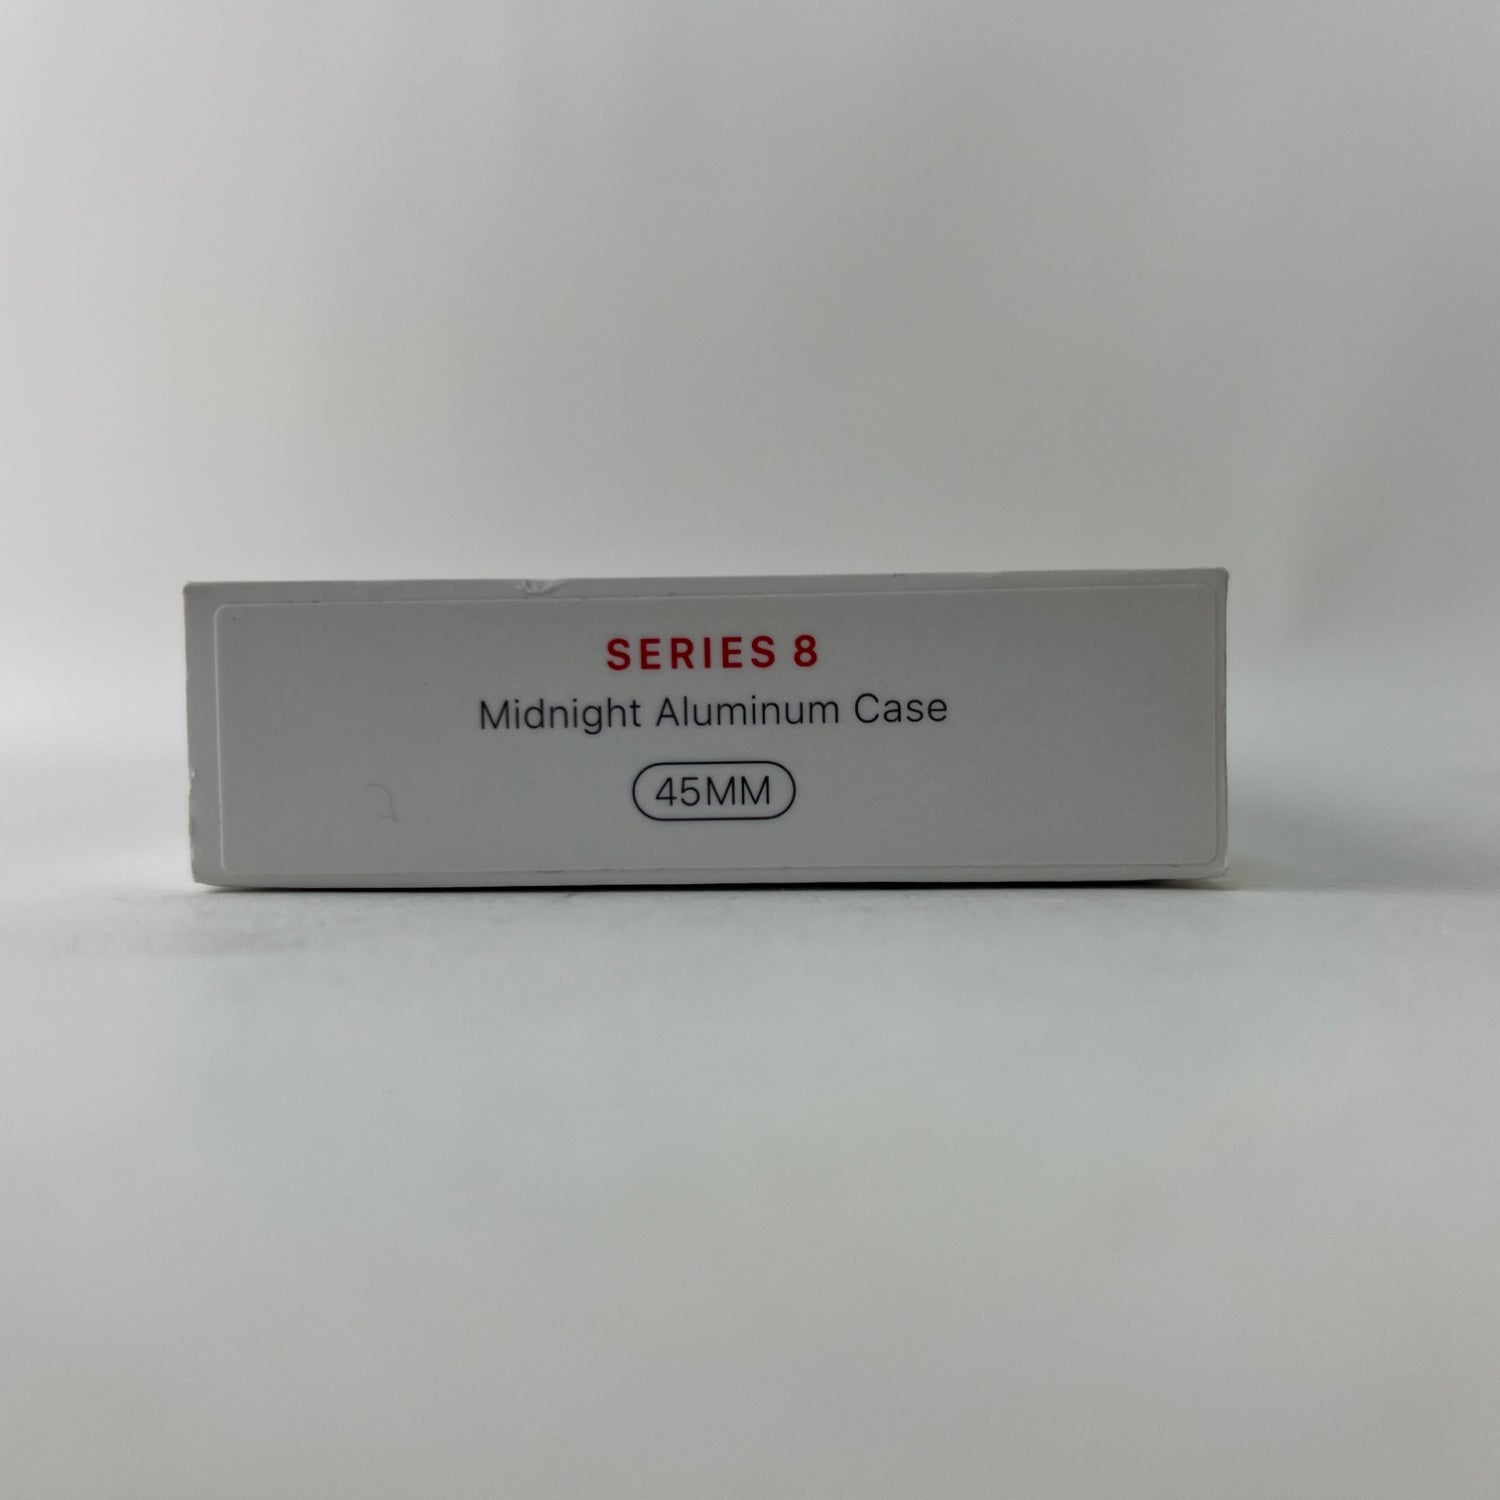 SERIES 8
Midnight Aluminum Case
45MM